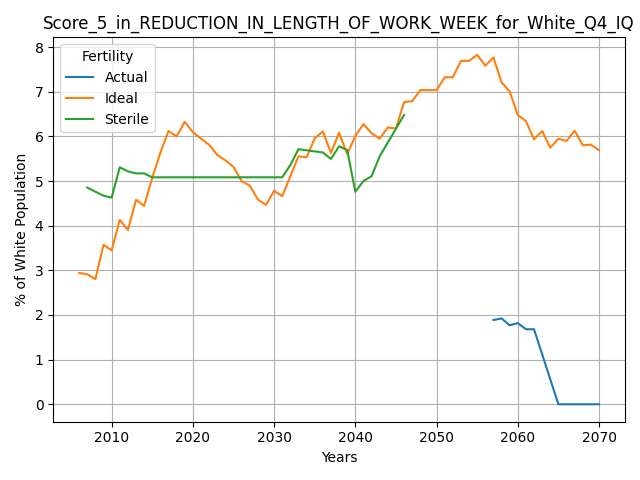 Score_5_in_REDUCTION_IN_LENGTH_OF_WORK_WEEK_for_White_Q4_IQ
Fertility
Actual
Ideal
Sterile
% of White Population
8
7
6
5
4
3
2
1
0
2010 2020 2030 2040 2050 2060 2070
Years